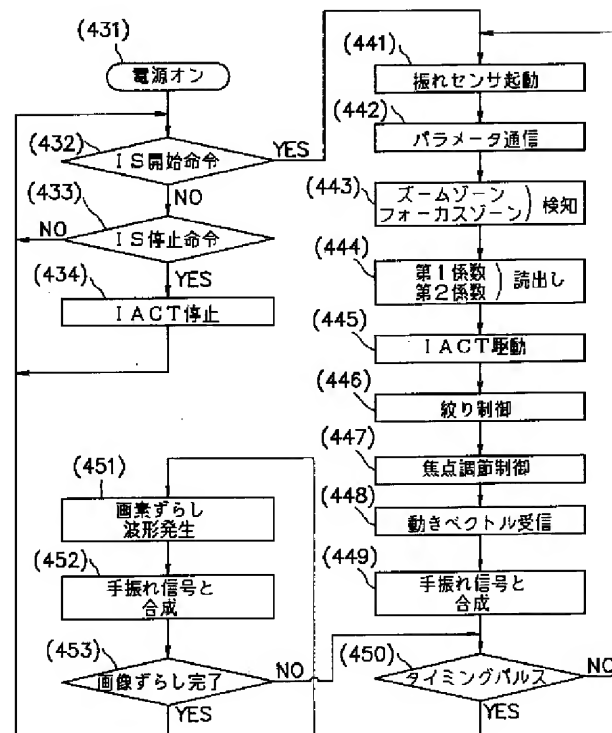 (431)
電源オン
(432)
IS開始命令
YES
NO
(433)
NO
IS停止命令
YES
(434)
IACT停止
(441)
振れセンサ起動
(442)
パラメータ通信
(443)
ズームゾーン
フォーカスゾーン
) 検知
(444)
第1係数
第2係数
) 読出し
(445)
IACT駆動
(446)
絞り制御
(447)
焦点調節制御
(448)
動きベクトル受信
(449)
手振れ信号と
合成
(450)
タイミングパルス
NO
YES
(451)
画素ずらし
波形発生
(452)
手振れ信号と
合成
(453)
画像ずらし完了
NO
YES